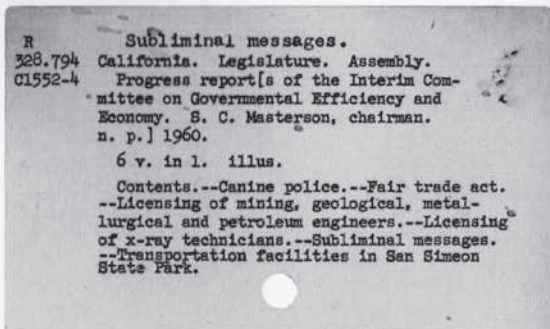 R Subliminal messages.
328.794 California. Legislature. Assembly.
C1552-4 Progress report[s of the Interim Com-
mittee on Governmental Efficiency and
Economy. S. C. Masterson, chairman.
n. p.] 1960.
6 v. in 1. illus.
Contents.--Canine police.--Fair trade act.
--Licensing of mining, geological, metal-
lurgical and petroleum engineers.--Licensing
of x-ray technicians.--Subliminal messages.
--Transportation facilities in San Simeon
State Park.